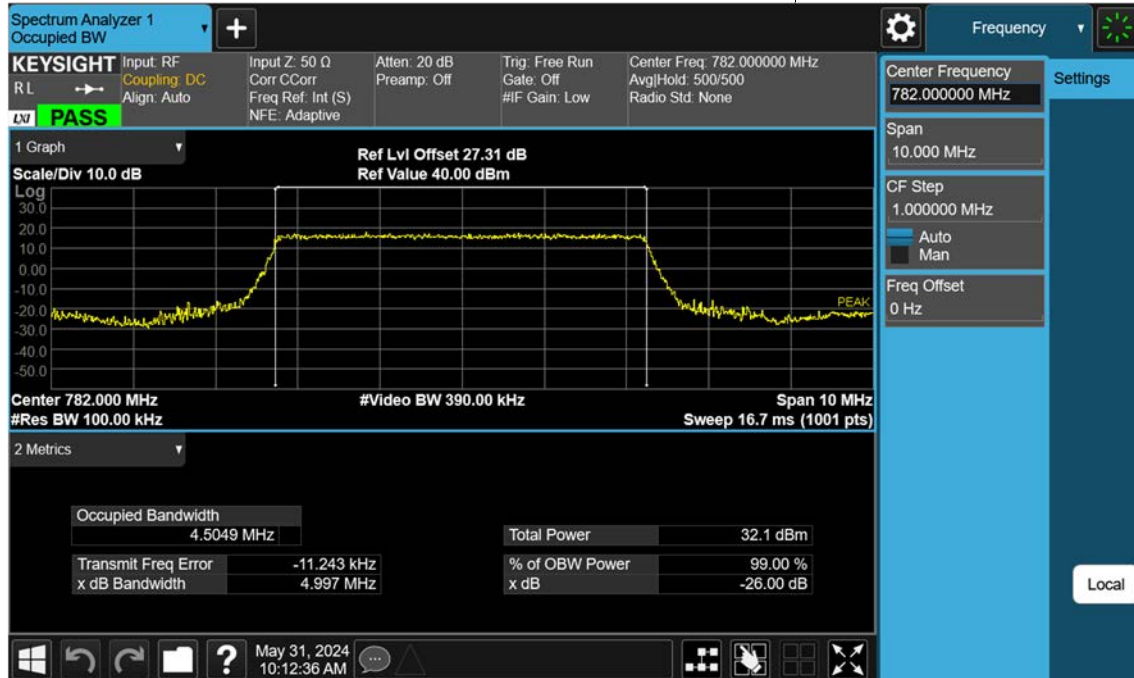 Spectrum Analyzer 1
Occupied BW
Frequency
KEYSIGHT
R L
LXI
PASS
Input: RF
Coupling: DC
Align: Auto
Input Z: 50 Ω
Corr CCorr
Freq Ref: Int (S)
NFE: Adaptive
Atten: 20 dB
Preamp: Off
Trig: Free Run
Gate: Off
#IF Gain: Low
Center Freq: 782.000000 MHz
Avg|Hold: 500/500
Radio Std: None
Center Frequency
782.000000 MHz
Settings
Span
10.000 MHz
CF Step
1.000000 MHz
Auto
Man
Freq Offset
0 Hz
Local
1 Graph
Scale/Div 10.0 dB
Ref Lvl Offset 27.31 dB
Ref Value 40.00 dBm
Log
30.0
20.0
10.0
0.00
-10.0
-20.0
-30.0
-40.0
-50.0
PEAK
Center 782.000 MHz
#Video BW 390.00 kHz
Span 10 MHz
#Res BW 100.00 kHz
Sweep 16.7 ms (1001 pts)
2 Metrics
Occupied Bandwidth
4.5049 MHz
Total Power 32.1 dBm
Transmit Freq Error -11.243 kHz
% of OBW Power 99.00 %
x dB Bandwidth 4.997 MHz
x dB -26.00 dB
?
May 31, 2024
10:12:36 AM